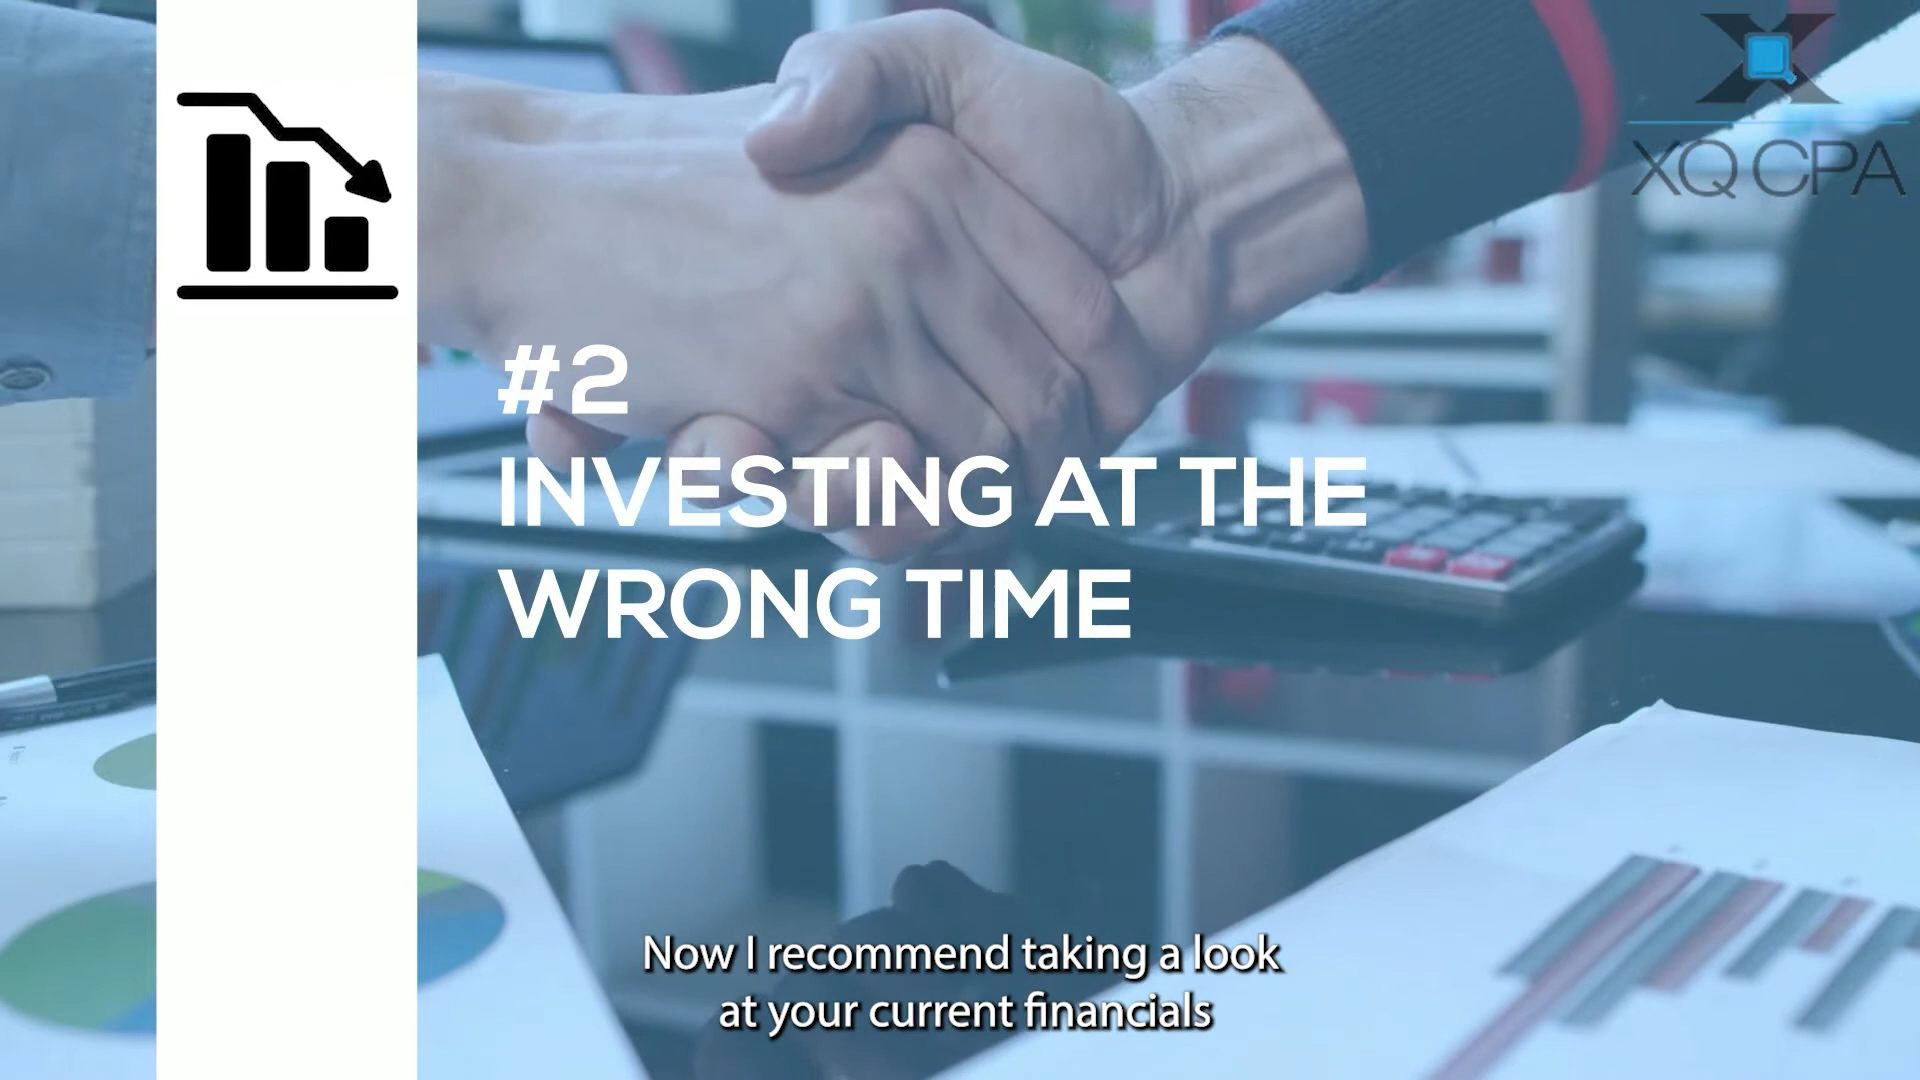 XQ CPA
#2
INVESTING AT THE
WRONG TIME
Now I recommend taking a look
at your current financials